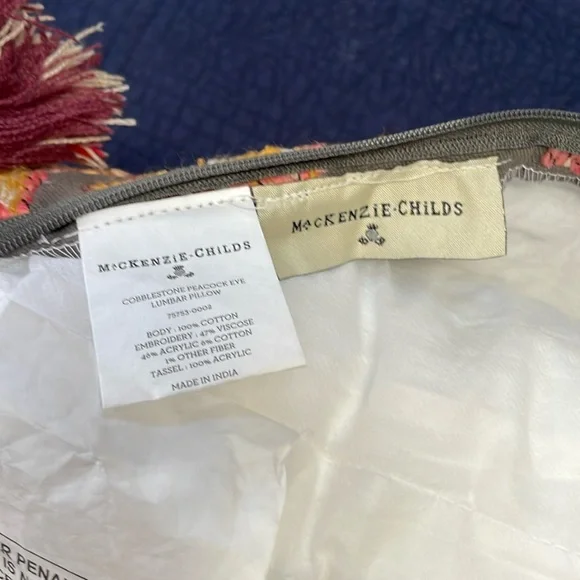 MACKENZIE-CHILDS
COBBLESTONE PEACOCK EYE
LUMBAR PILLOW
75753-0002
BODY : 100% COTTON
EMBROIDERY : 47% VISCOSE
46% ACRYLIC 6% COTTON
1% OTHER FIBER
TASSEL : 100% ACRYLIC
MADE IN INDIA
MACKENZIE-CHILDS
IS